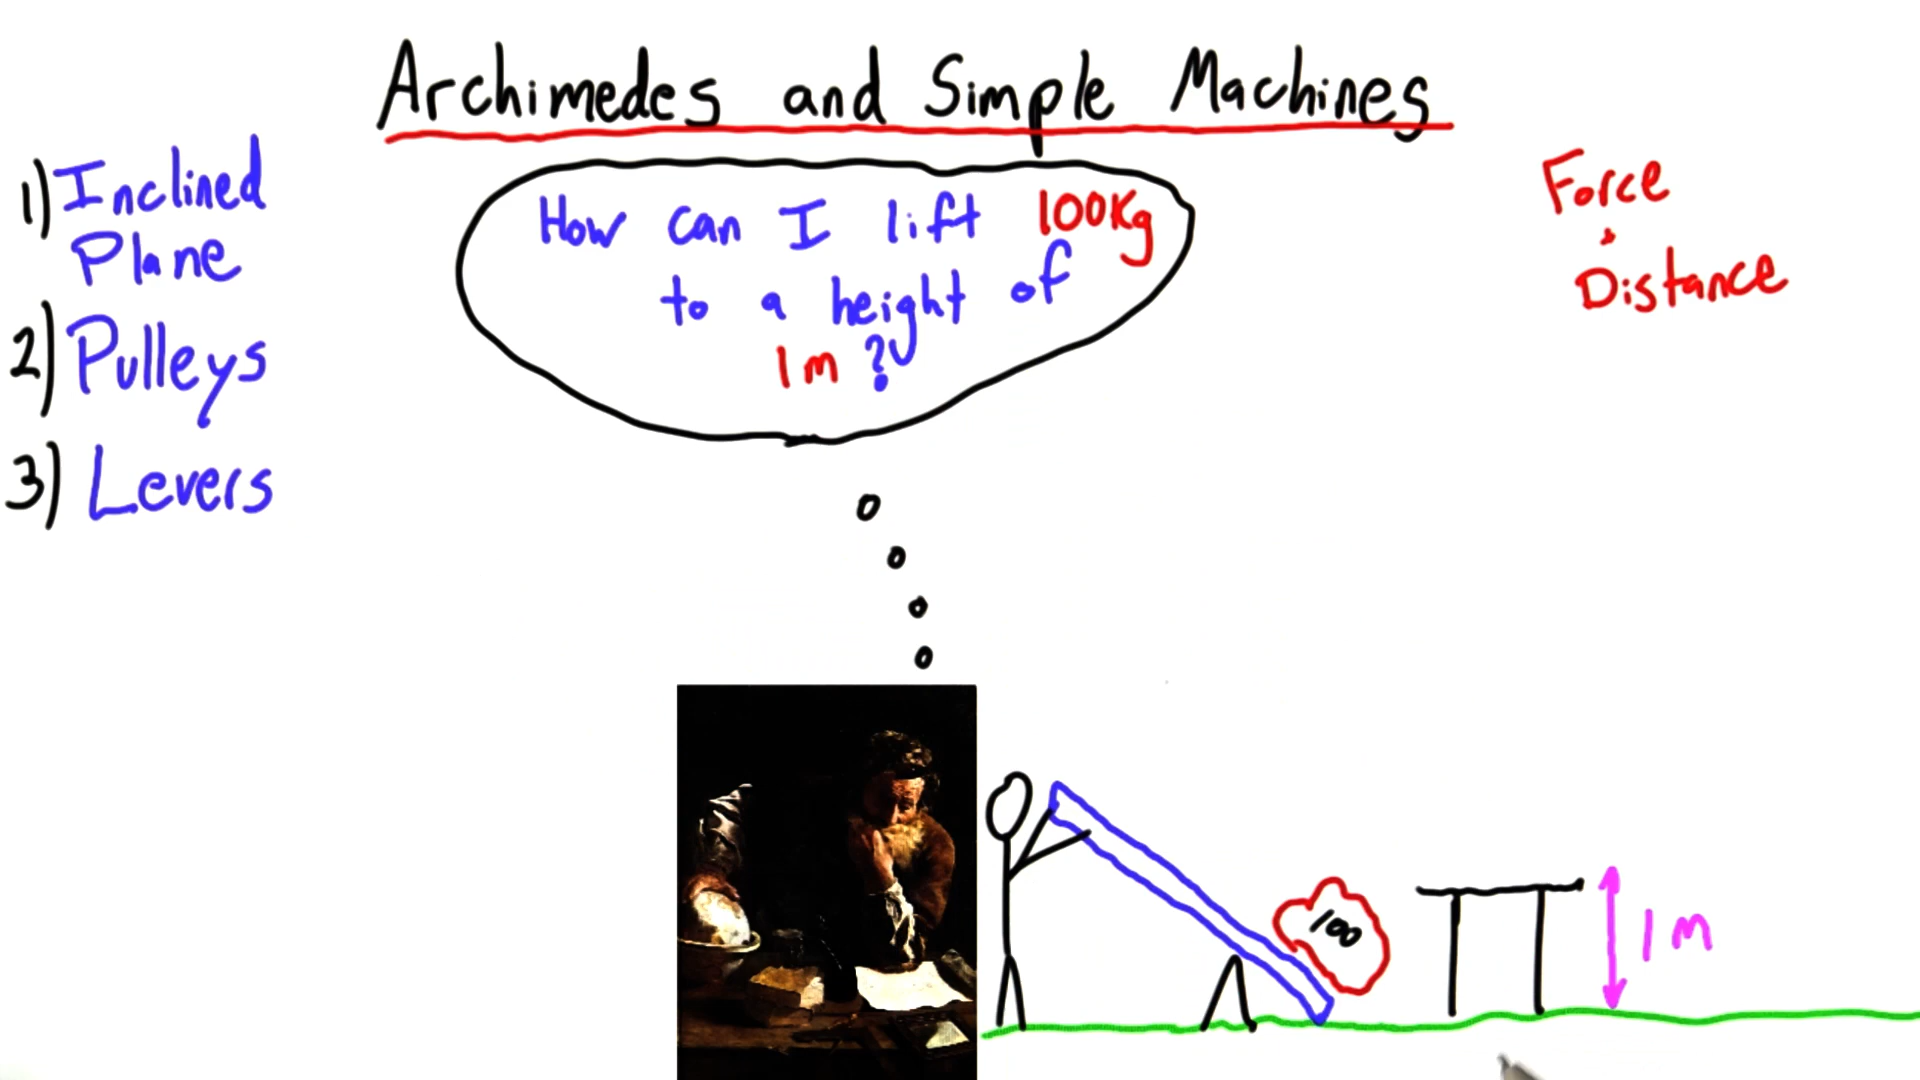 Archimedes and Simple Machines
1) Inclined
Plane
2) Pulleys
3) Levers
How can I lift 100Kg
to a height of
1m?
Force
Distance
100
1m